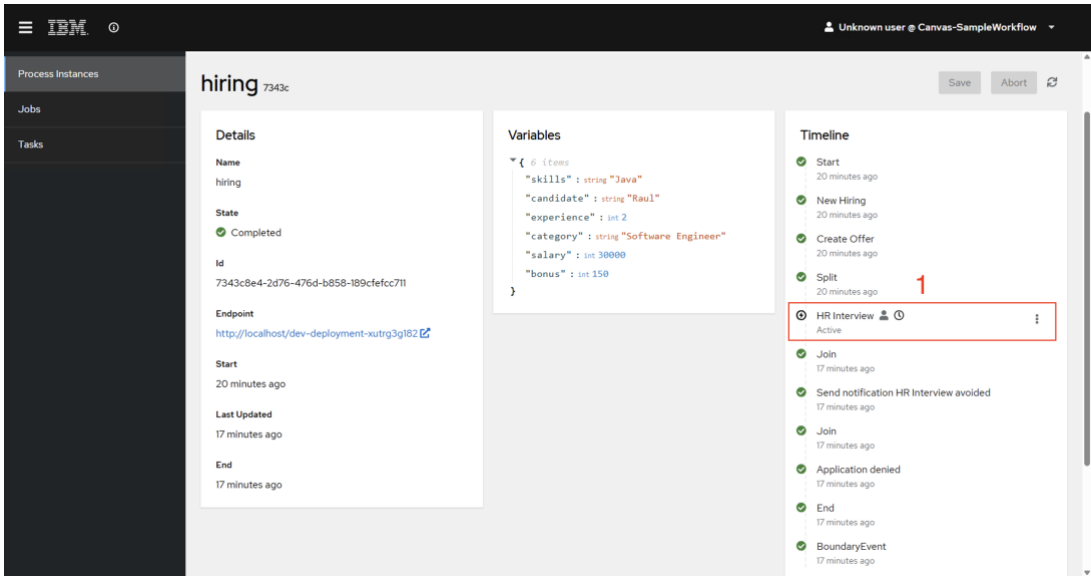 IBM
Unknown user @ Canvas-SampleWorkflow
Process Instances
Jobs
Tasks
hiring 7343c
Save
Abort
Details
Name
hiring
State
Completed
Id
7343c8e4-2d76-476d-b858-189cfefcc711
Endpoint
http://localhost/dev-deployment-xutrg3g182
Start
20 minutes ago
Last Updated
17 minutes ago
End
17 minutes ago
Variables
{ 6 items
"skills" : string "Java"
"candidate" : string "Raul"
"experience" : int 2
"category" : string "Software Engineer"
"salary" : int 30000
"bonus" : int 150
}
Timeline
Start
20 minutes ago
New Hiring
20 minutes ago
Create Offer
20 minutes ago
Split
20 minutes ago
1
HR Interview
Active
Join
17 minutes ago
Send notification HR Interview avoided
17 minutes ago
Join
17 minutes ago
Application denied
17 minutes ago
End
17 minutes ago
BoundaryEvent
17 minutes ago